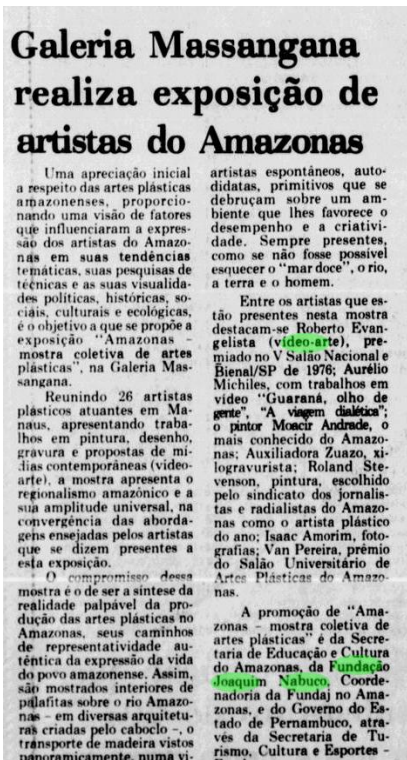 Galeria Massangana
realiza exposição de
artistas do Amazonas
Uma apreciação inicial
a respeito das artes plásticas
amazonenses, proporcio-
nando uma visão de fatores
que influenciaram a expres-
são dos artistas do Amazo-
nas em suas tendências
temáticas, suas pesquisas de
técnicas e as suas visualida-
des políticas, históricas, so-
ciais, culturais e ecológicas,
é o objetivo a que se propõe a
exposição "Amazonas -
mostra coletiva de artes
plásticas", na Galeria Mas-
sangana.
Reunindo 26 artistas
plásticos atuantes em Ma-
naus, apresentando traba-
lhos em pintura, desenho,
gravura e propostas de mí-
dias contemporâneas (video-
arte), a mostra apresenta o
regionalismo amazônico e a
sua amplitude universal, na
convergência das aborda-
gens ensejadas pelos artistas
que se dizem presentes a
esta exposição.
O compromisso dessa
mostra é o de ser a síntese da
realidade palpável da pro-
dução das artes plásticas no
Amazonas, seus caminhos
de representatividade au-
têntica da expressão da vida
do povo amazonense. Assim,
são mostrados interiores de
palafitas sobre o rio Amazo-
nas - em diversas arquitetu-
ras criadas pelo caboclo -, o
transporte de madeira vistos
panoramicamente, numa vi-
artistas espontâneos, auto-
didatas, primitivos que se
debruçam sobre um am-
biente que lhes favorece o
desempenho e a criativi-
dade. Sempre presentes,
como se não fosse possível
esquecer o "mar doce", o rio,
a terra e o homem.
Entre os artistas que es-
tão presentes nesta mostra
destacam-se Roberto Evan-
gelista (vídeo-arte), pre-
miado no V Salão Nacional e
Bienal/SP de 1976; Aurélio
Michiles, com trabalhos em
vídeo "Guaraná, olho de
gente", "A viagem dialética";
o pintor Moacir Andrade, o
mais conhecido do Amazo-
nas; Auxiliadora Zuazo, xi-
logravurista; Roland Ste-
venson, pintura, escolhido
pelo sindicato dos jornalis-
tas e radialistas do Amazo-
nas como o artista plástico
do ano; Isaac Amorim, foto-
grafias; Van Pereira, prêmio
do Salão Universitário de
Artes Plásticas do Amazo-
nas.
A promoção de "Ama-
zonas - mostra coletiva de
artes plásticas" é da Secre-
taria de Educação e Cultura
do Amazonas, da Fundação
Joaquim Nabuco, Coorde-
nadoria da Fundaj no Ama-
zonas, e do Governo do Es-
tado de Pernambuco, atra-
vés da Secretaria de Tu-
rismo, Cultura e Esportes -